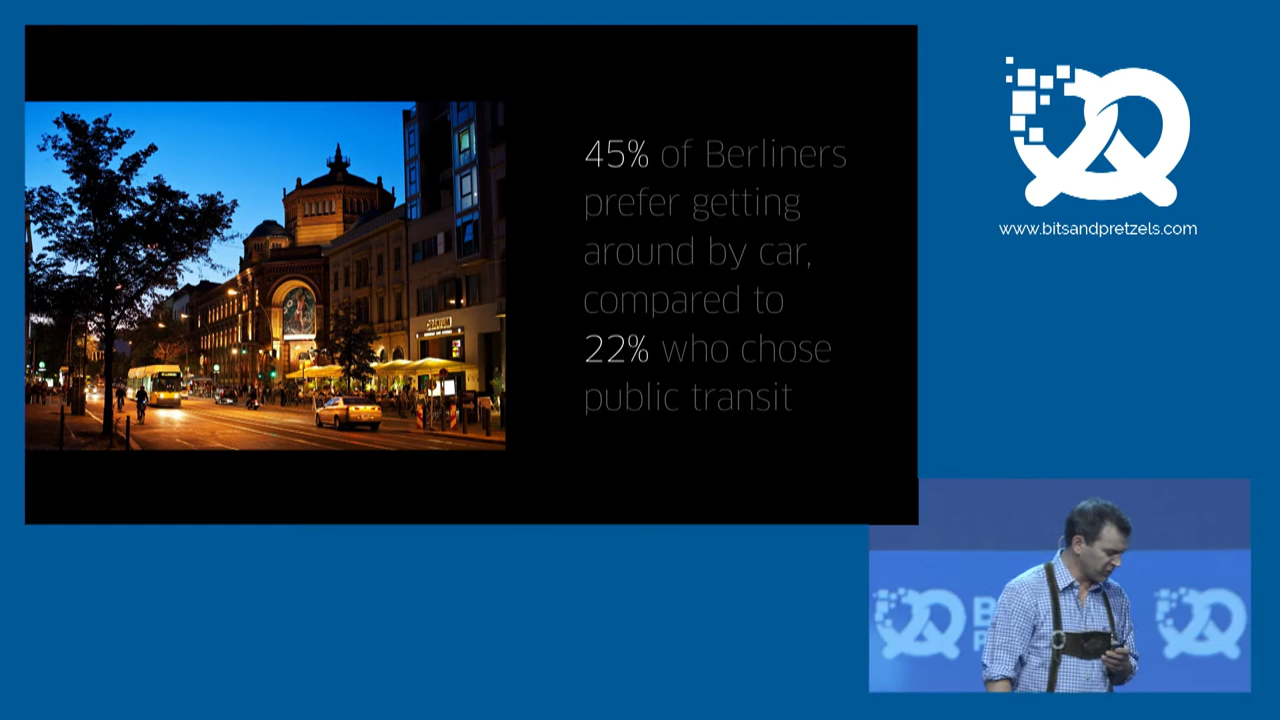 45% of Berliners
prefer getting
around by car,
compared to
22% who chose
public transit
www.bitsandpretzels.com